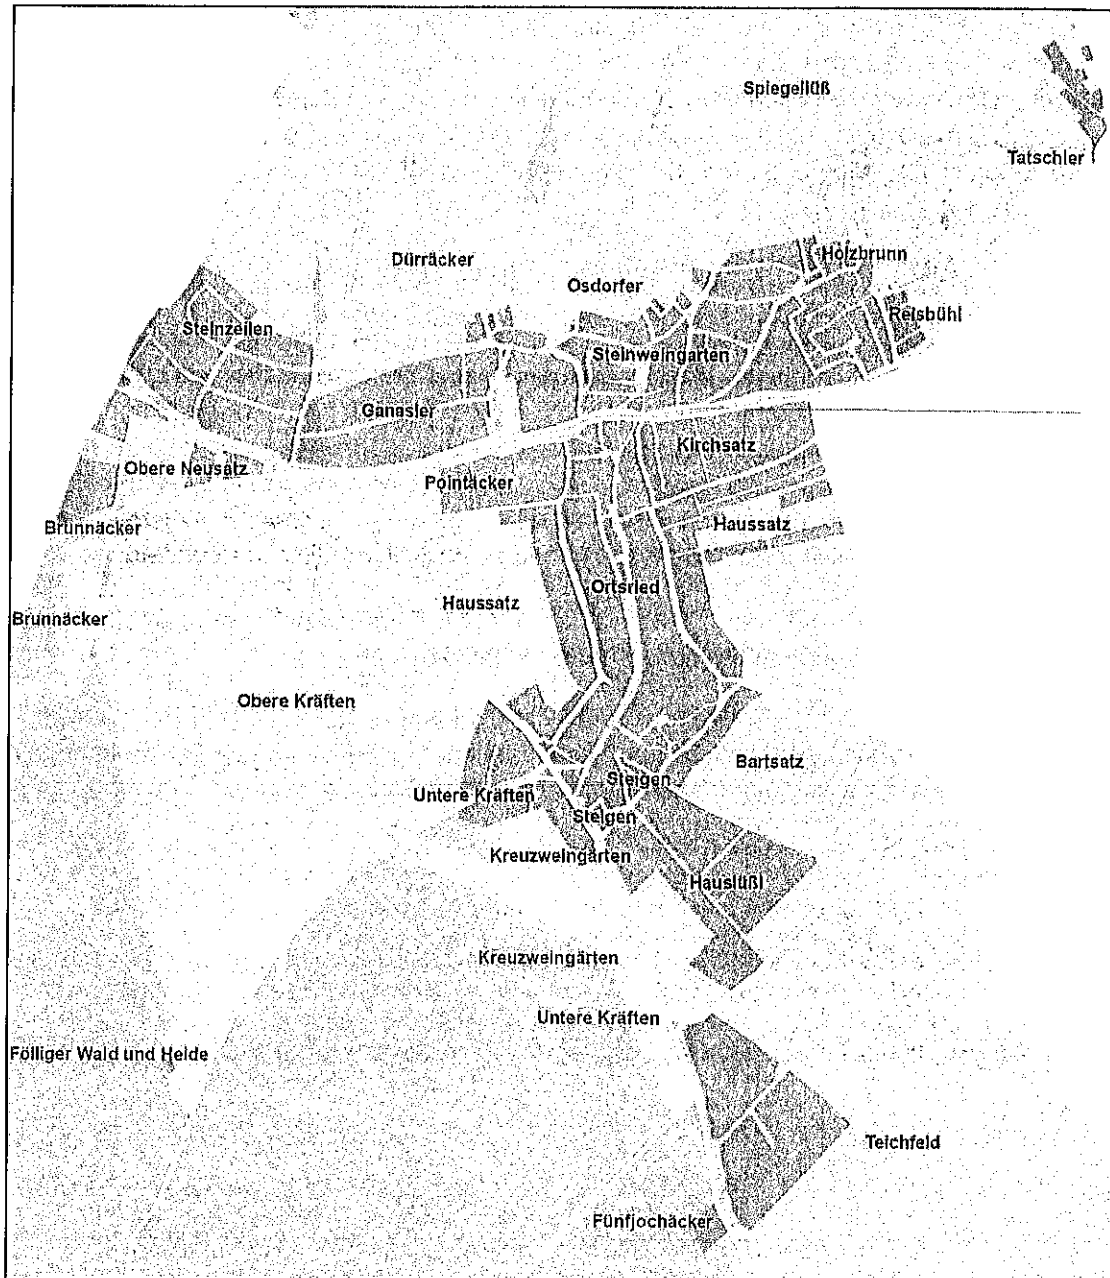 Spiegellüß
Tatschler
Holzbrunn
Dürräcker
Osdorfer
Reisbühl
Steinzeilen
Steinweingarten
Ganasler
Kirchsatz
Obere Neusatz
Pointäcker
Brunnäcker
Haussatz
Ortsried
Haussatz
Brunnäcker
Obere Kräften
Bartsatz
Steigen
Untere Kräften
Steigen
Kreuzweingärten
Hauslüßl
Kreuzweingärten
Untere Kräften
Fölliger Wald und Heide
Teichfeld
Fünfjochäcker